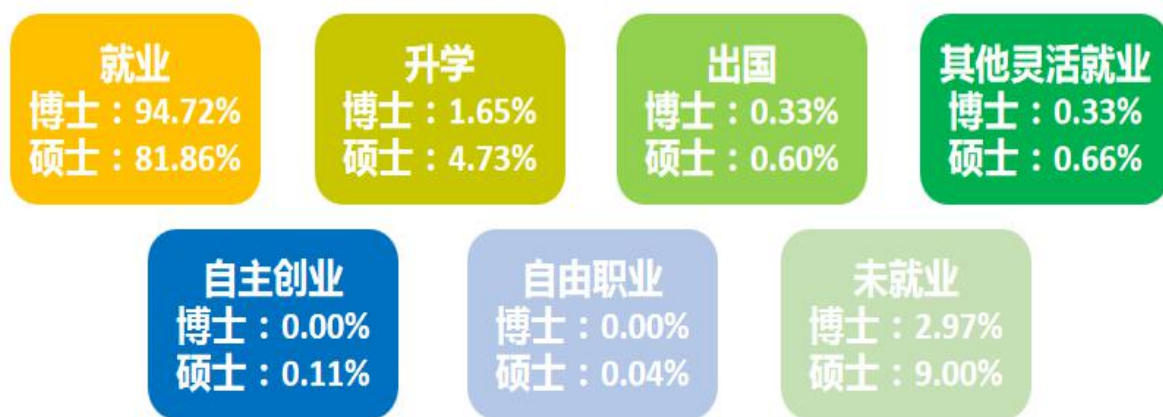 就业
博士：94.72%
硕士：81.86%
升学
博士：1.65%
硕士：4.73%
出国
博士：0.33%
硕士：0.60%
其他灵活就业
博士：0.33%
硕士：0.66%
自主创业
博士：0.00%
硕士：0.11%
自由职业
博士：0.00%
硕士：0.04%
未就业
博士：2.97%
硕士：9.00%